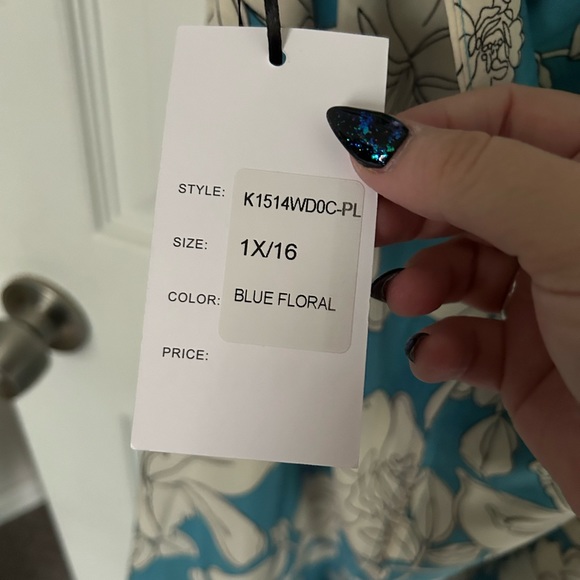 STYLE: K1514WD0C-PL
SIZE: 1X/16
COLOR: BLUE FLORAL
PRICE: